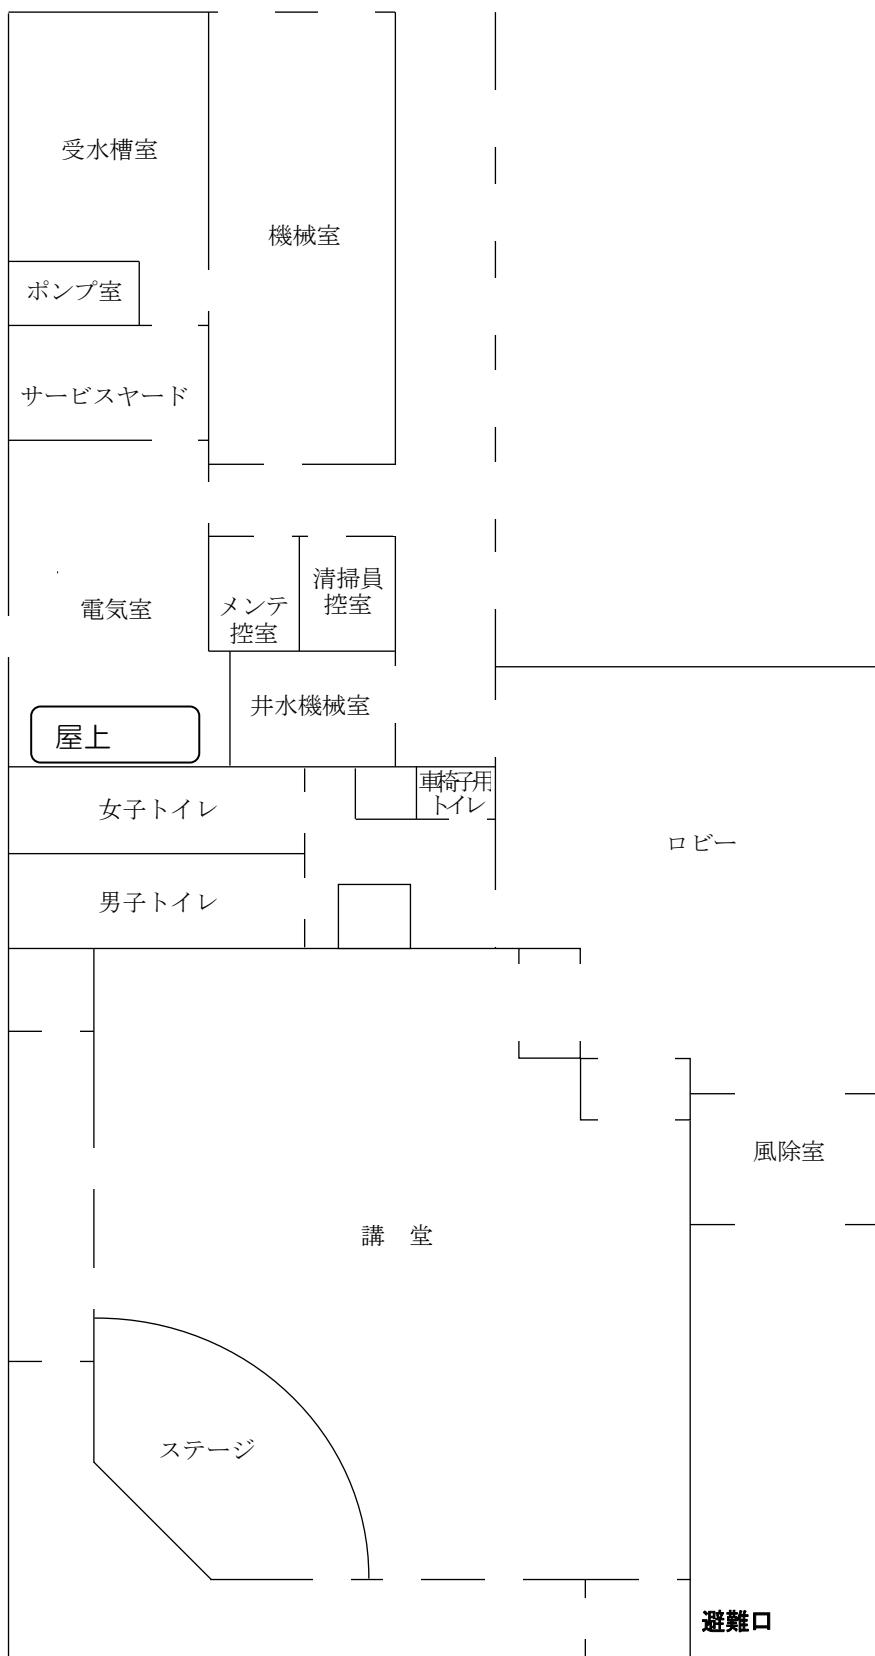 受水槽室
機械室
ポンプ室
サービスヤード
清掃員
控室
電気室
メンテ
控室
井水機械室
屋上
車椅子用
トイレ
女子トイレ
ロビー
男子トイレ
風除室
講　堂
ステージ
避難口